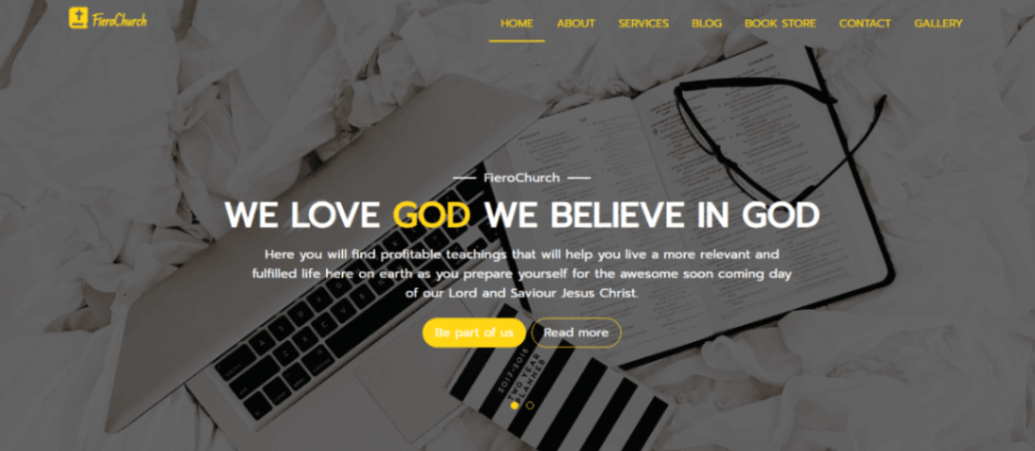 FieroChurch
HOME ABOUT SERVICES BLOG BOOK STORE CONTACT GALLERY
FieroChurch
WE LOVE GOD WE BELIEVE IN GOD
Here you will find profitable teachings that will help you live a more relevant and
fulfilled life here on earth as you prepare yourself for the awesome soon coming day
of our Lord and Saviour Jesus Christ.
Be part of us Read more
2017-2018
TWO YEAR
PLANNER